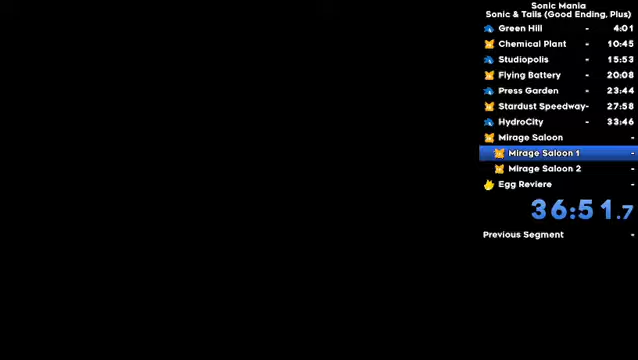 Sonic Mania
Sonic & Tails (Good Ending, Plus)
Green Hill - 4:01
Chemical Plant - 10:45
Studiopolis - 15:53
Flying Battery - 20:08
Press Garden - 23:44
Stardust Speedway- 27:58
HydroCity - 33:46
Mirage Saloon -
Mirage Saloon 1 -
Mirage Saloon 2 -
Egg Reviere -
36:51.7
Previous Segment -